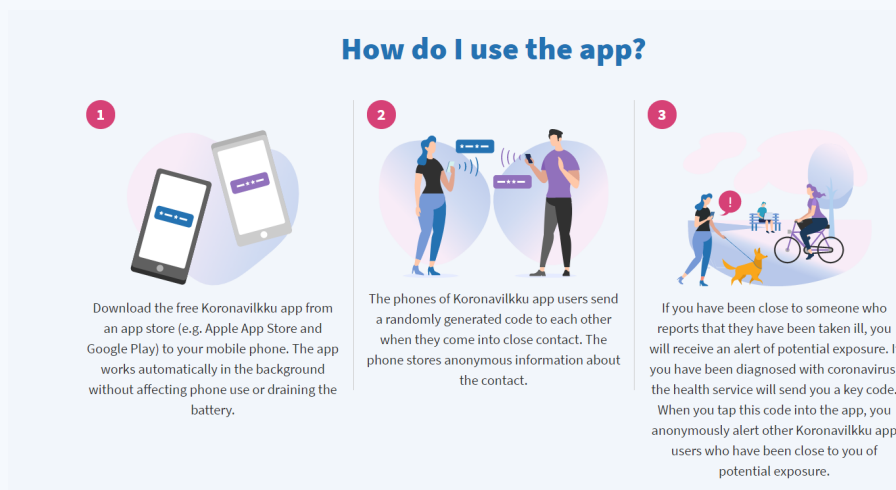 How do I use the app?
1
Download the free Koronavilkku app from
an app store (e.g. Apple App Store and
Google Play) to your mobile phone. The app
works automatically in the background
without affecting phone use or draining the
battery.
2
The phones of Koronavilkku app users send
a randomly generated code to each other
when they come into close contact. The
phone stores anonymous information about
the contact.
3
!
If you have been close to someone who
reports that they have been taken ill, you
will receive an alert of potential exposure.
you have been diagnosed with coronavirus
the health service will send you a key code.
When you tap this code into the app, you
anonymously alert other Koronavilkku app
users who have been close to you of
potential exposure.